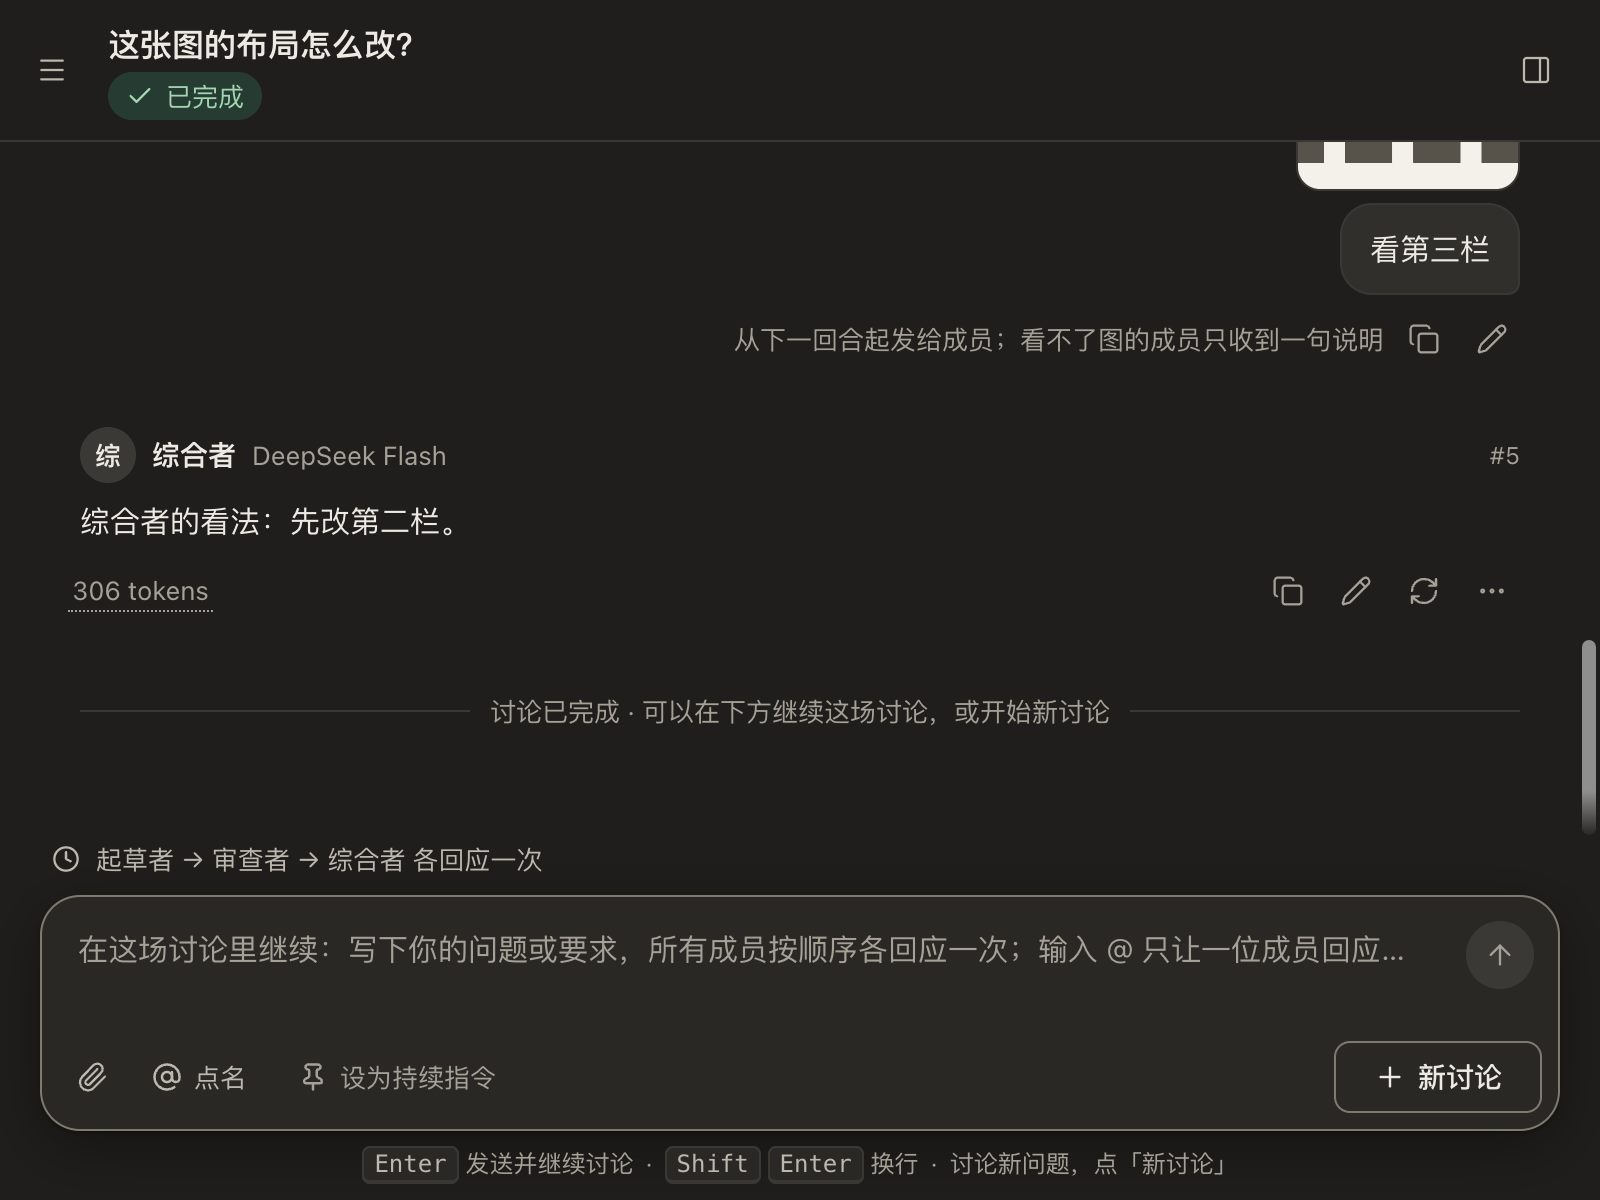 这张图的布局怎么改?
已完成
看第三栏
从下一回合起发给成员；看不了图的成员只收到一句说明
综 综合者 DeepSeek Flash #5
综合者的看法：先改第二栏。
306 tokens
讨论已完成 · 可以在下方继续这场讨论，或开始新讨论
起草者 → 审查者 → 综合者 各回应一次
在这场讨论里继续：写下你的问题或要求，所有成员按顺序各回应一次；输入 @ 只让一位成员回应...
点名 设为持续指令 新讨论
Enter 发送并继续讨论 · Shift Enter 换行 · 讨论新问题，点「新讨论」